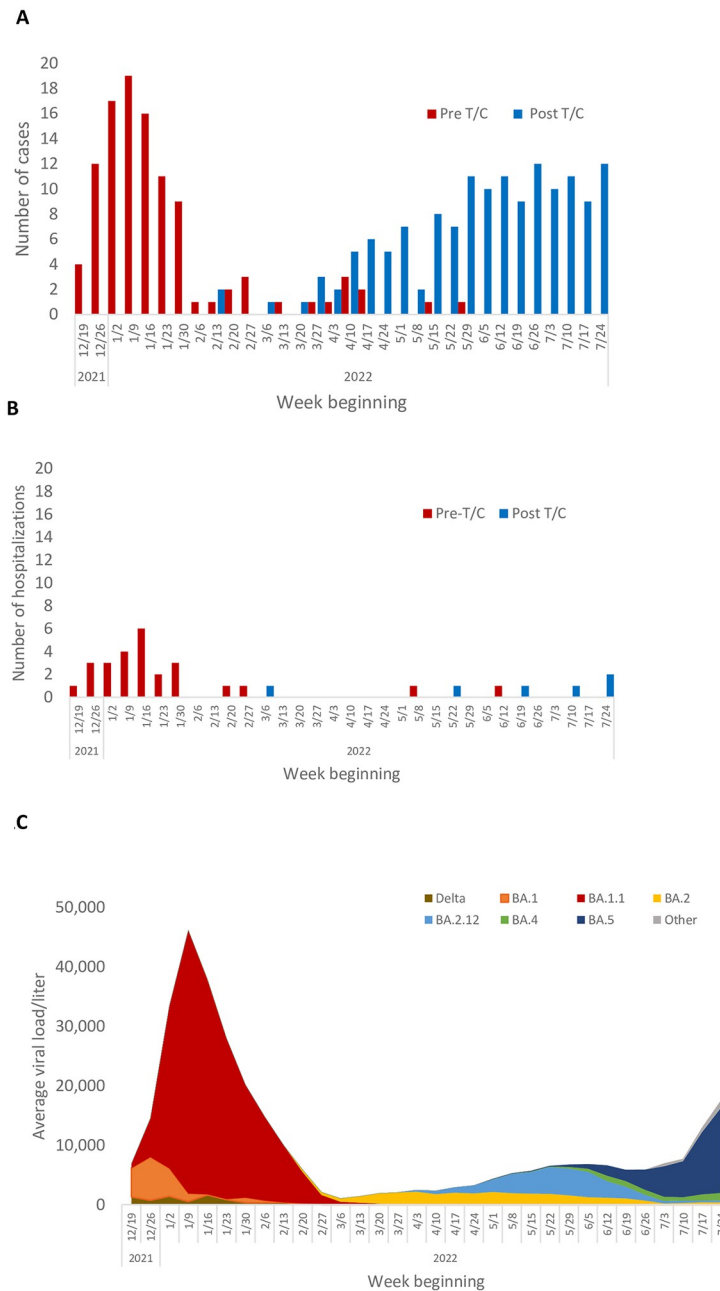 A
20
18
16
14
12
10
8
6
4
2
0
Number of cases
Pre T/C Post T/C
12/19 12/26 1/2 1/9 1/16 1/23 1/30 2/6 2/13 2/20 2/27 3/6 3/13 3/20 3/27 4/3 4/10 4/17 4/24 5/1 5/8 5/15 5/22 5/29 6/5 6/12 6/19 6/26 7/3 7/10 7/17 7/24
2021 2022
Week beginning
B
20
18
16
14
12
10
8
6
4
2
0
Number of hospitalizations
Pre-T/C Post T/C
12/19 12/26 1/2 1/9 1/16 1/23 1/30 2/6 2/13 2/20 2/27 3/6 3/13 3/20 3/27 4/3 4/10 4/17 4/24 5/1 5/8 5/15 5/22 5/29 6/5 6/12 6/19 6/26 7/3 7/10 7/17 7/24
2021 2022
Week beginning
.C
Delta BA.1 BA.1.1 BA.2
BA.2.12 BA.4 BA.5 Other
50,000
40,000
30,000
20,000
10,000
0
Average viral load/liter
12/19 12/26 1/2 1/9 1/16 1/23 1/30 2/6 2/13 2/20 2/27 3/6 3/13 3/20 3/27 4/3 4/10 4/17 4/24 5/1 5/8 5/15 5/22 5/29 6/5 6/12 6/19 6/26 7/3 7/10 7/17 7/24
2021 2022
Week beginning